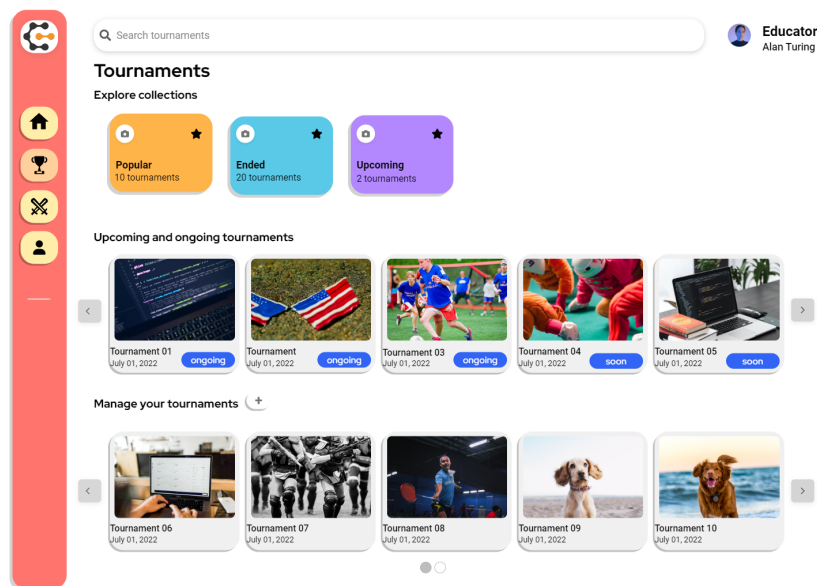 Search tournaments
Educator
Alan Turing
Tournaments
Explore collections
Popular
10 tournaments
Ended
20 tournaments
Upcoming
2 tournaments
Upcoming and ongoing tournaments
Tournament 01
July 01, 2022
ongoing
Tournament
July 01, 2022
ongoing
Tournament 03
July 01, 2022
ongoing
Tournament 04
July 01, 2022
soon
Tournament 05
July 01, 2022
soon
Manage your tournaments +
Tournament 06
July 01, 2022
Tournament 07
July 01, 2022
Tournament 08
July 01, 2022
Tournament 09
July 01, 2022
Tournament 10
July 01, 2022